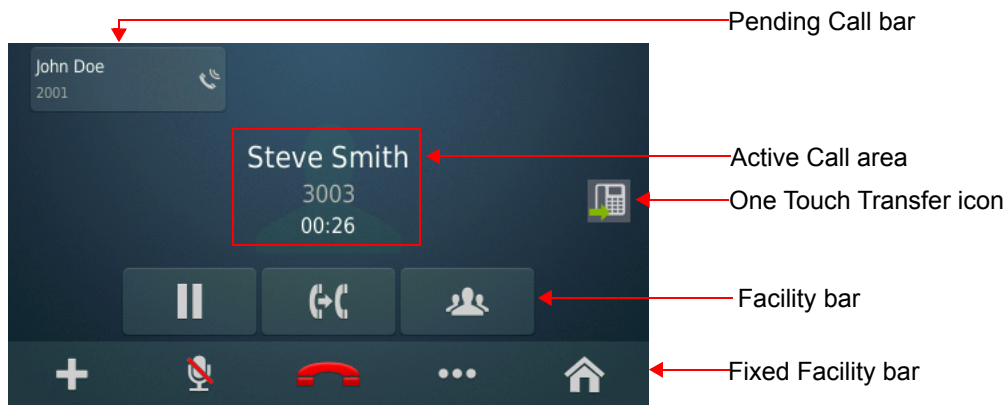 Pending Call bar
John Doe
2001
Steve Smith
3003
00:26
Active Call area
One Touch Transfer icon
Facility bar
Fixed Facility bar